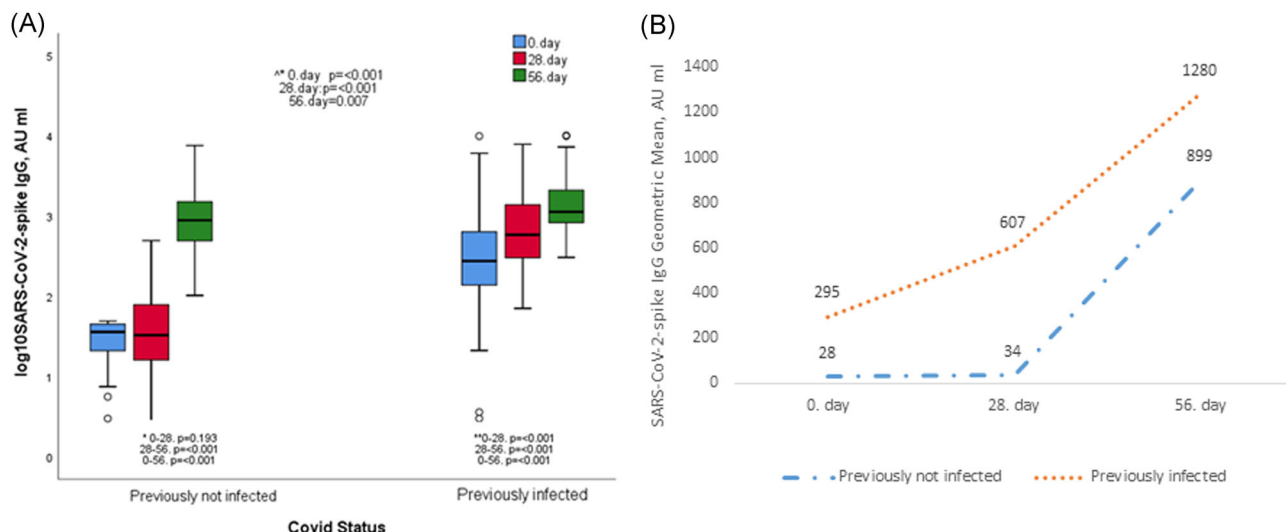 (A)
log10SARS-CoV-2-spike IgG, AU ml
5
4
3
2
1
0
0.day
28.day
56.day
^* 0.day p=<0.001
28.day:p=<0.001
56.day=0.007
* 0-28. p=0.193
28-56. p=<0.001
0-56. p=<0.001
**0-28. p=<0.001
28-56. p=<0.001
0-56. p=<0.001
Previously not infected
Previously infected
Covid Status
(B)
SARS-CoV-2-spike IgG Geometric Mean, AU ml
1400
1200
1000
800
600
400
200
0
295
607
1280
28
34
899
0. day
28. day
56. day
Previously not infected
Previously infected